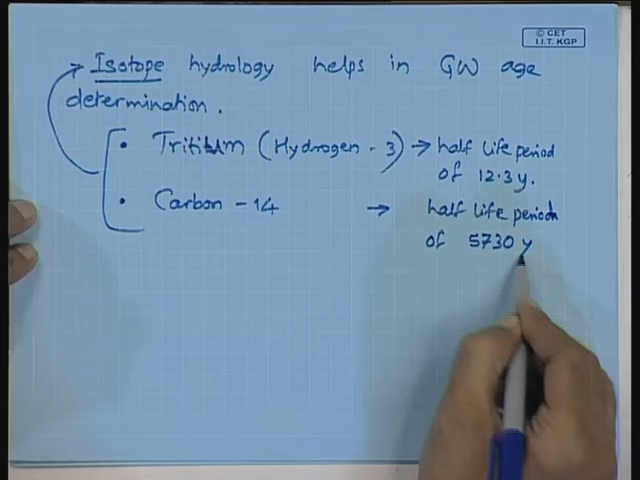 © CET
I.I.T. KGP
Isotope hydrology helps in GW age
determination.
• Tritium (Hydrogen - 3) → half life period
of 12.3 y.
• Carbon - 14 → half life period
of 5730 y